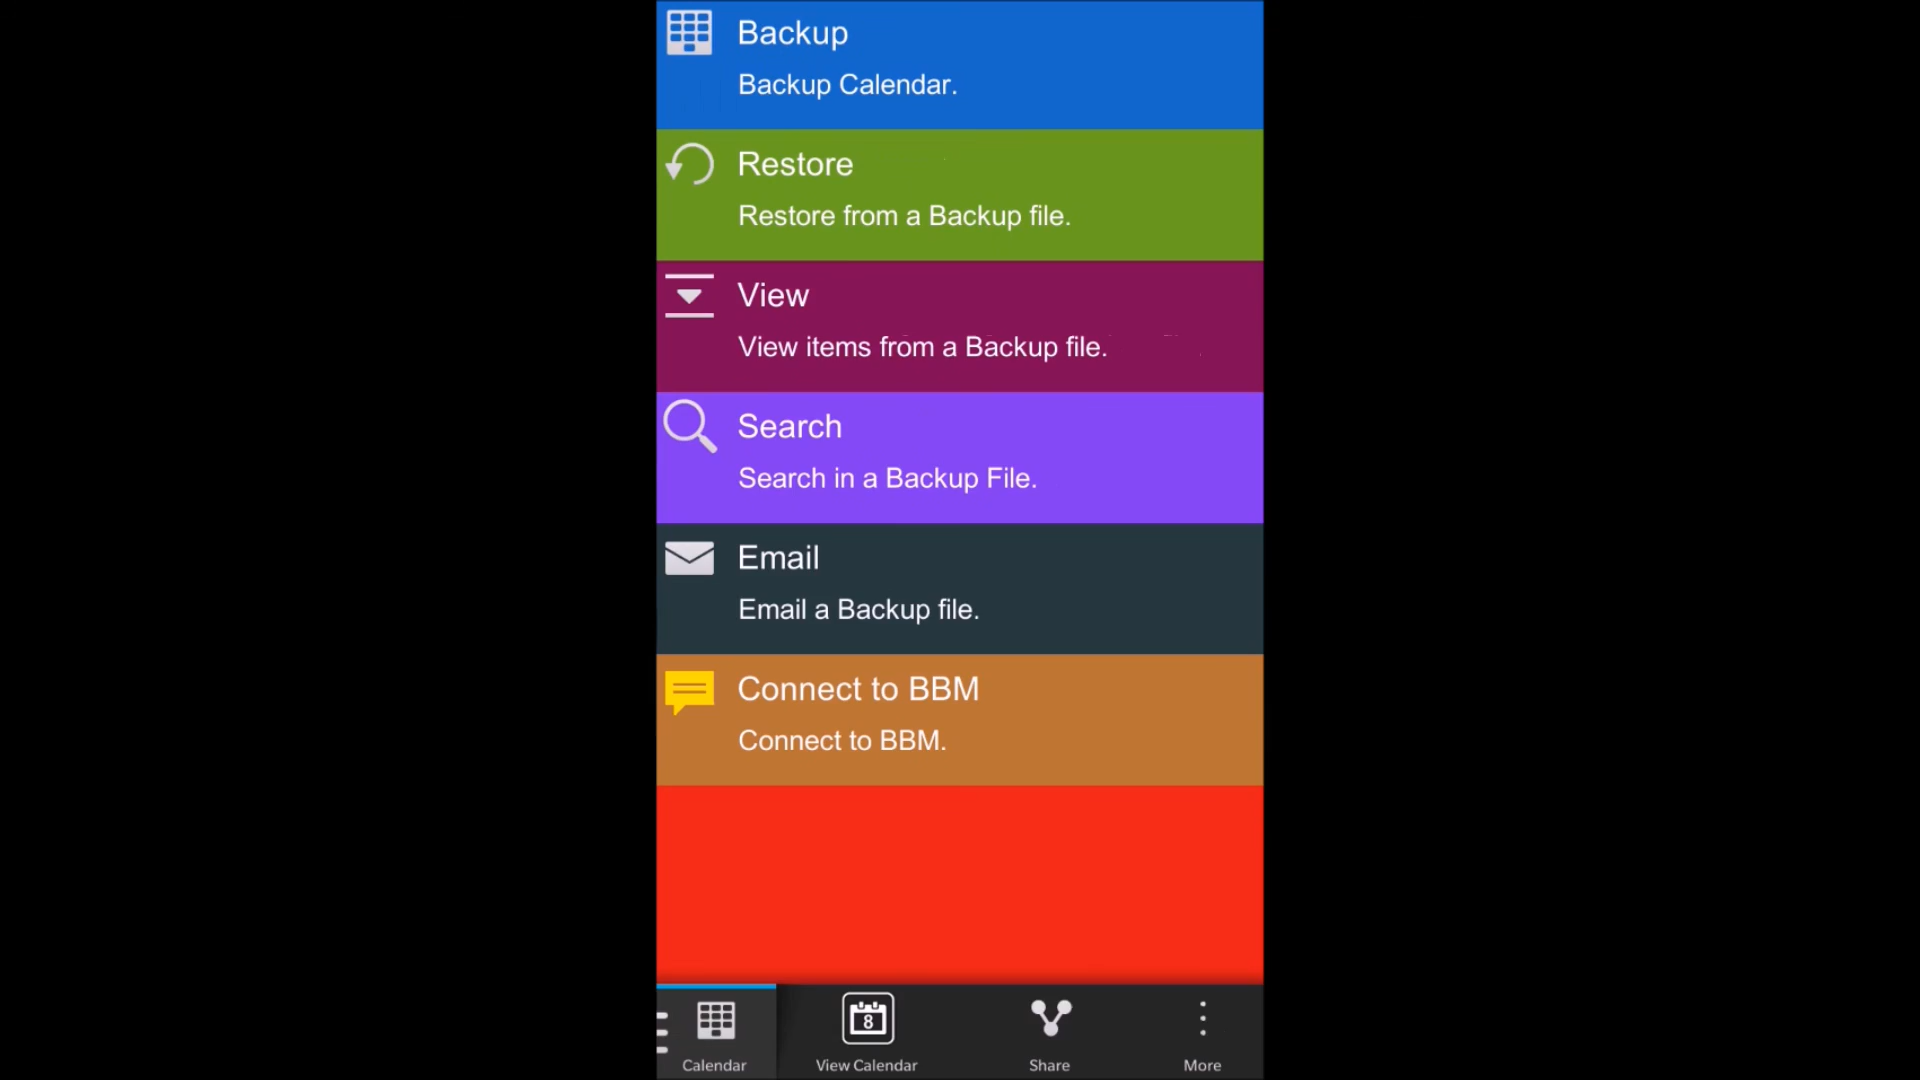 Backup
Backup Calendar.
Restore
Restore from a Backup file.
View
View items from a Backup file.
Search
Search in a Backup File.
Email
Email a Backup file.
Connect to BBM
Connect to BBM.
8
Calendar
View Calendar
Share
More